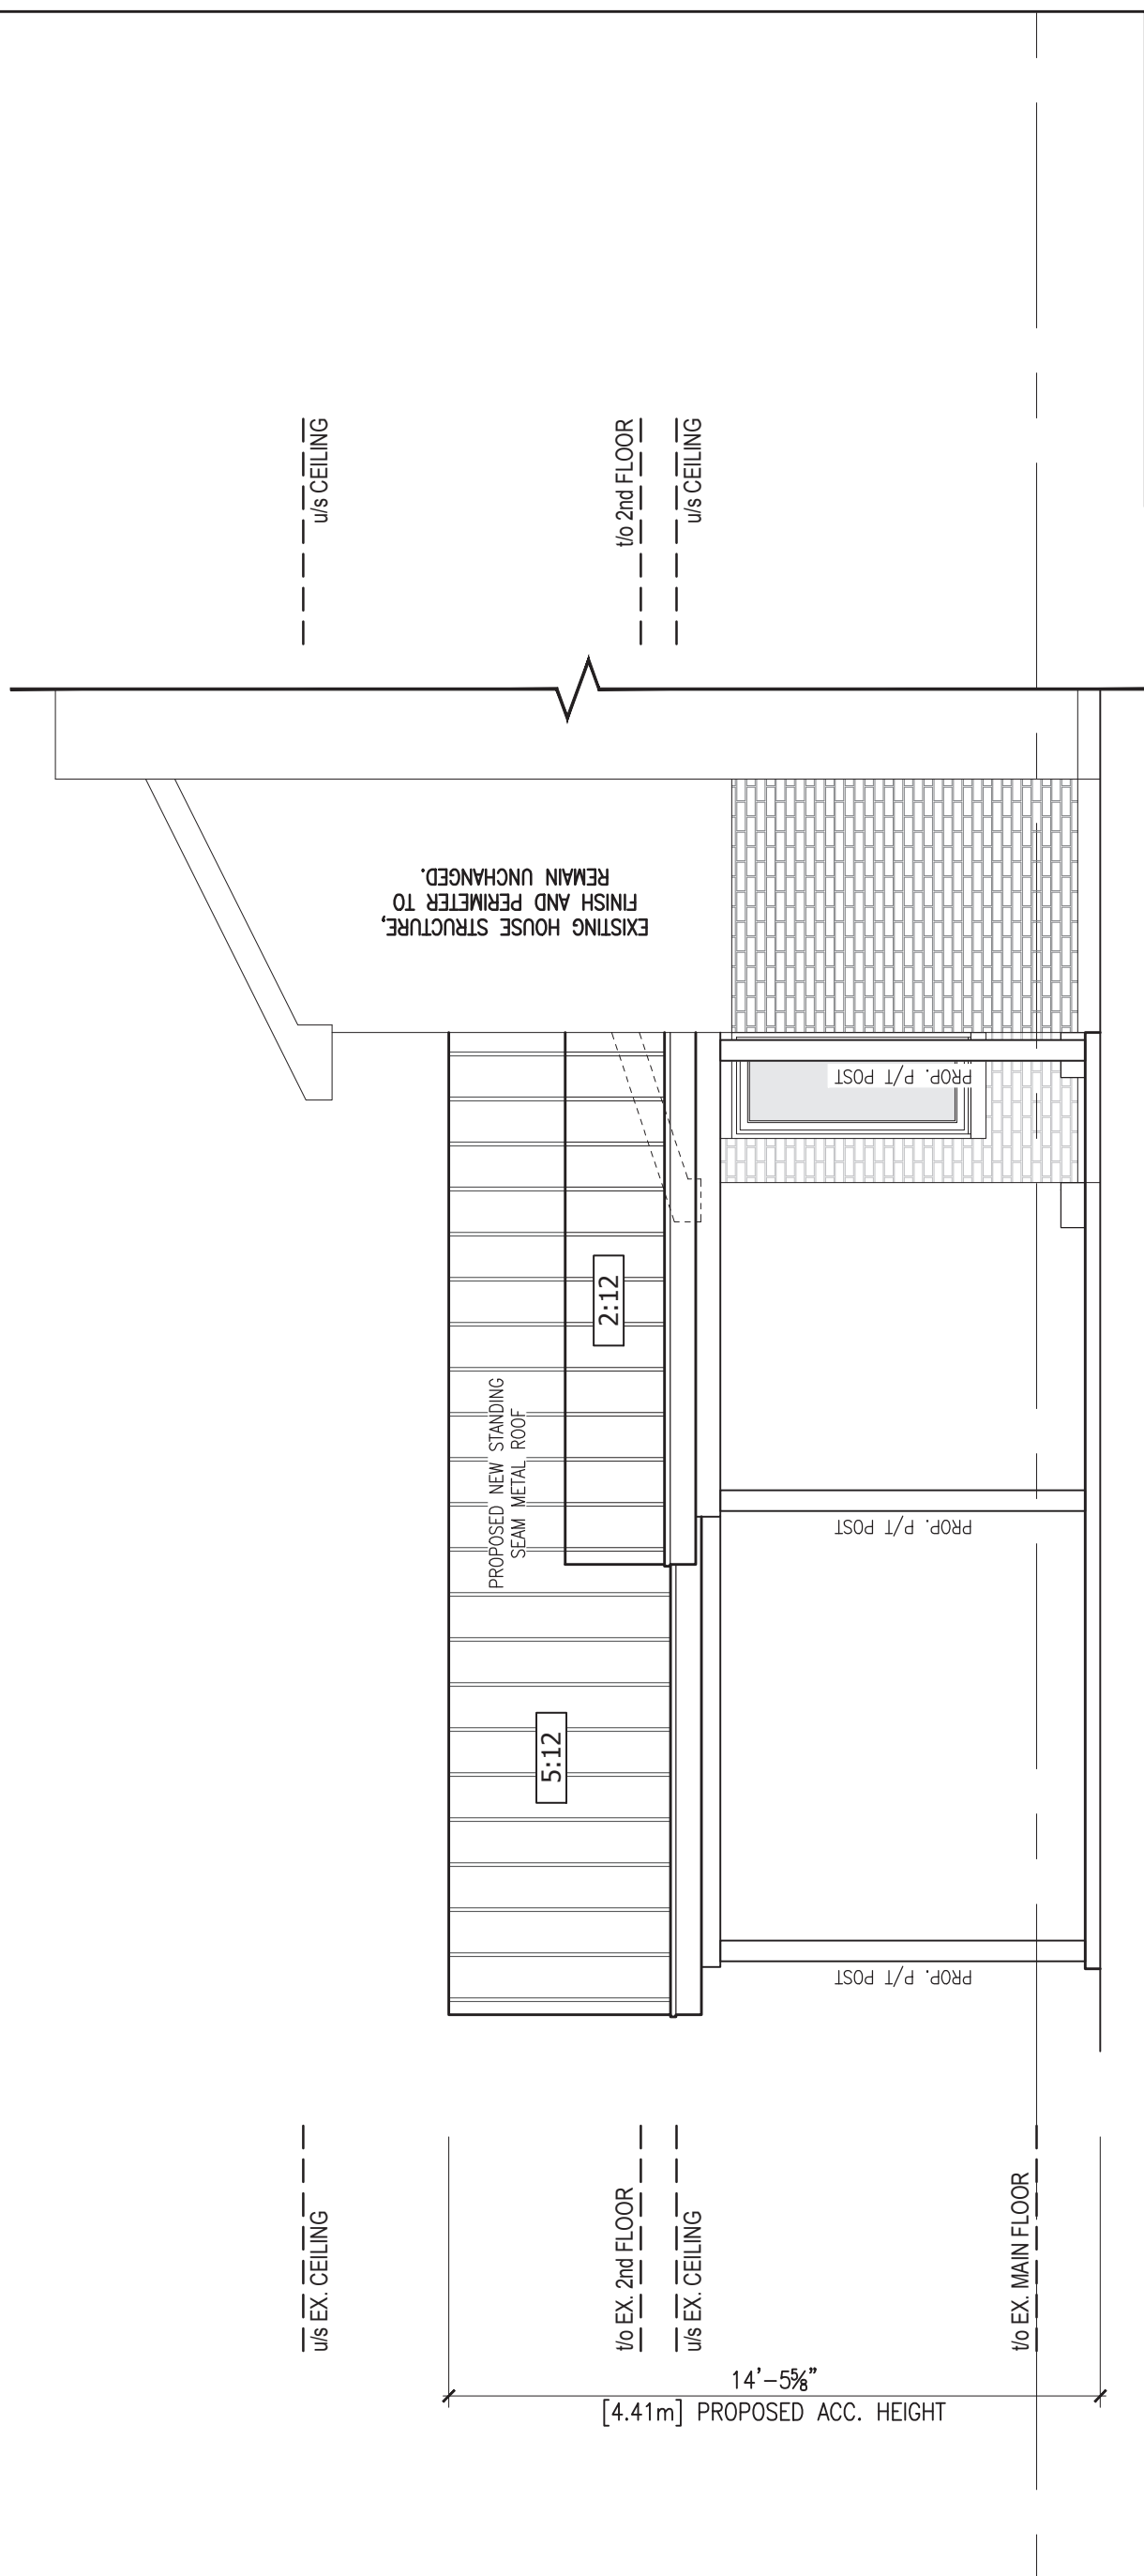 u/s CEILING
t/o 2nd FLOOR
u/s CEILING
EXISTING HOUSE STRUCTURE,
FINISH AND PERIMETER TO
REMAIN UNCHANGED.
PROP. P/T POST
2:12
PROPOSED NEW STANDING
SEAM METAL ROOF
PROP. P/T POST
5:12
PROP. P/T POST
u/s EX. CEILING
t/o EX. 2nd FLOOR
u/s EX. CEILING
t/o EX. MAIN FLOOR
14'-5⅝"
[4.41m] PROPOSED ACC. HEIGHT